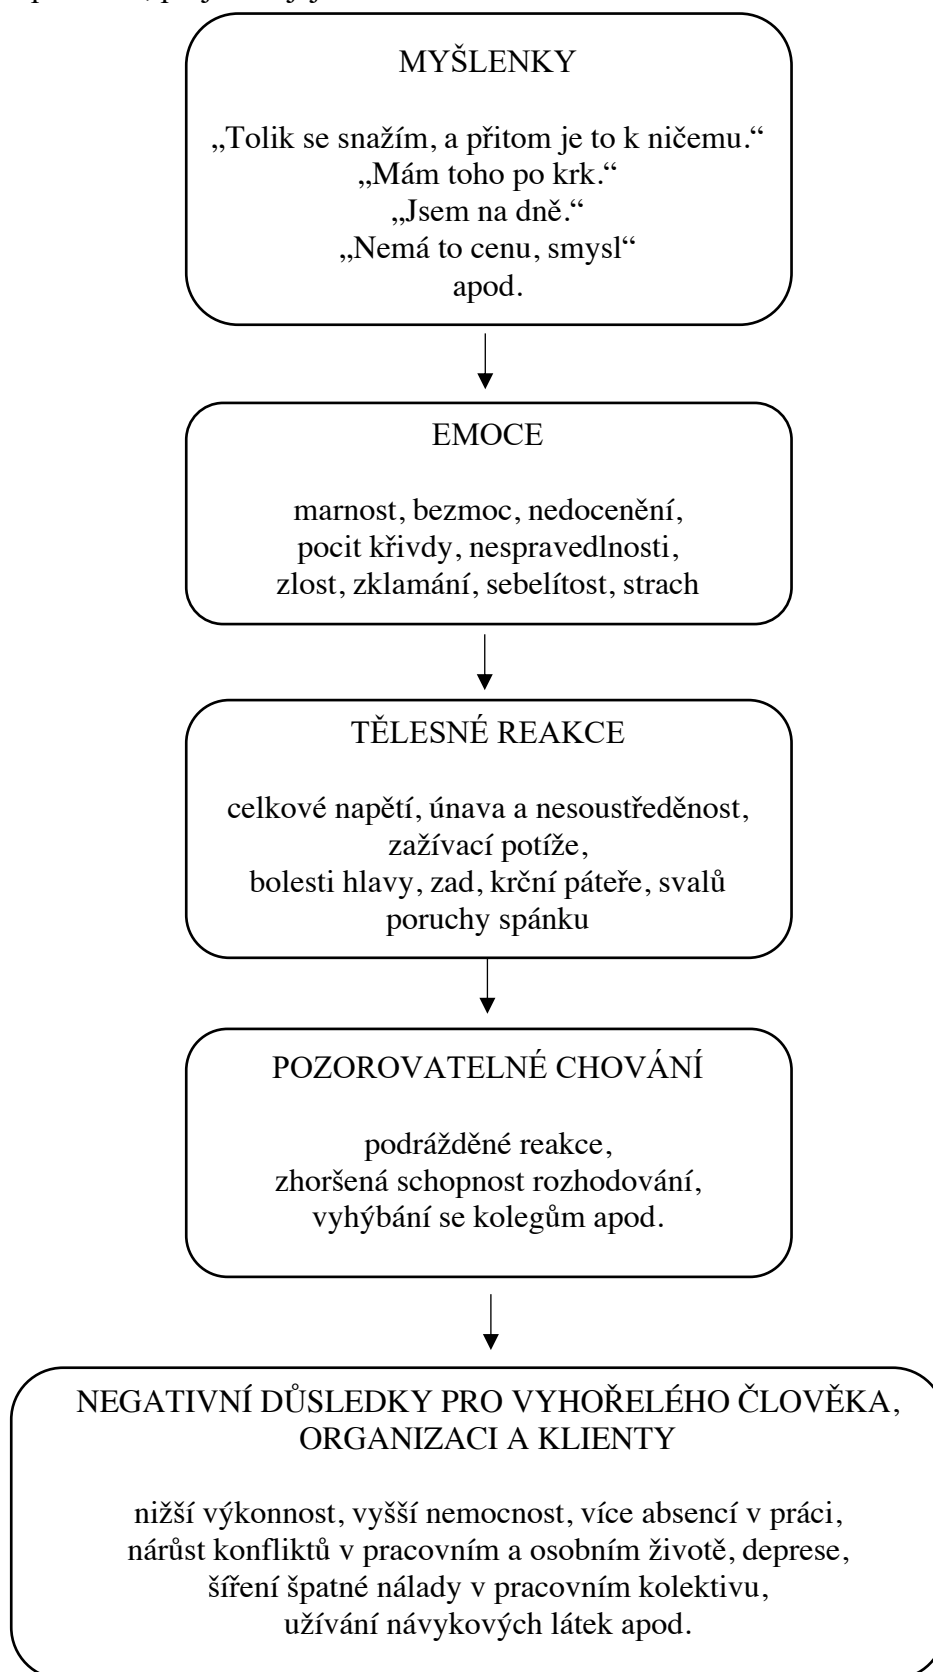 MYŠLENKY
„Tolik se snažím, a přitom je to k ničemu.“
„Mám toho po krk.“
„Jsem na dně.“
„Nemá to cenu, smysl“
apod.
EMOCE
marnost, bezmoc, nedocenění,
pocit křivdy, nespravedlnosti,
zlost, zklamání, sebelítost, strach
TĚLESNÉ REAKCE
celkové napětí, únava a nesoustředěnost,
zažívací potíže,
bolesti hlavy, zad, krční páteře, svalů
poruchy spánku
POZOROVATELNÉ CHOVÁNÍ
podrážděné reakce,
zhoršená schopnost rozhodování,
vyhýbání se kolegům apod.
NEGATIVNÍ DŮSLEDKY PRO VYHOŘELÉHO ČLOVĚKA,
ORGANIZACI A KLIENTY
nižší výkonnost, vyšší nemocnost, více absencí v práci,
nárůst konfliktů v pracovním a osobním životě, deprese,
šíření špatné nálady v pracovním kolektivu,
užívání návykových látek apod.